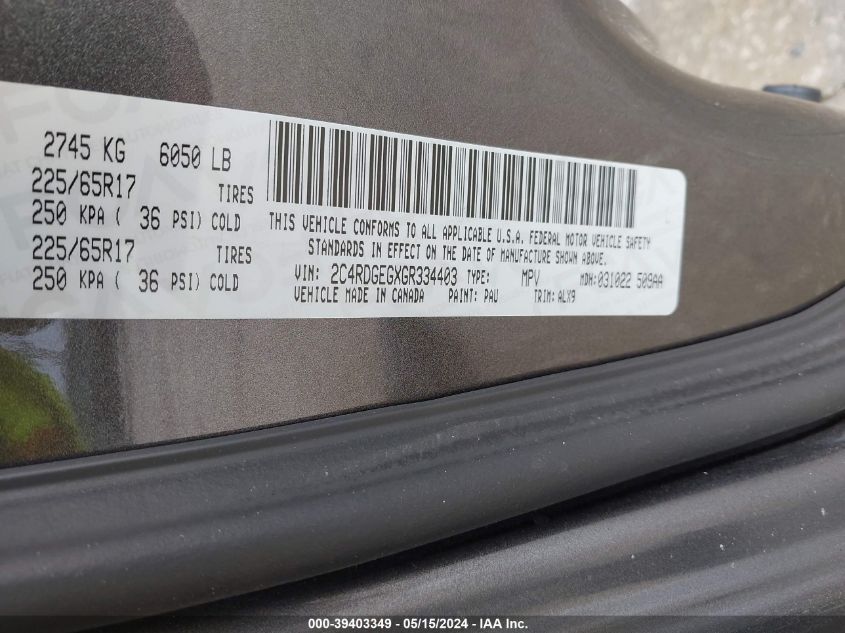 2745 KG 6050 LB
225/65R17 TIRES
250 KPA ( 36 PSI) COLD
225/65R17 TIRES
250 KPA ( 36 PSI) COLD
THIS VEHICLE CONFORMS TO ALL APPLICABLE U.S.A. FEDERAL MOTOR VEHICLE SAFETY
STANDARDS IN EFFECT ON THE DATE OF MANUFACTURE SHOWN ABOVE.
VIN: 2C4RDGEGXGR334403 TYPE: MPV MDH:031022 509AA
VEHICLE MADE IN CANADA PAINT: PAU TRIM: ALX9
000-39403349 - 05/15/2024 - IAA Inc.